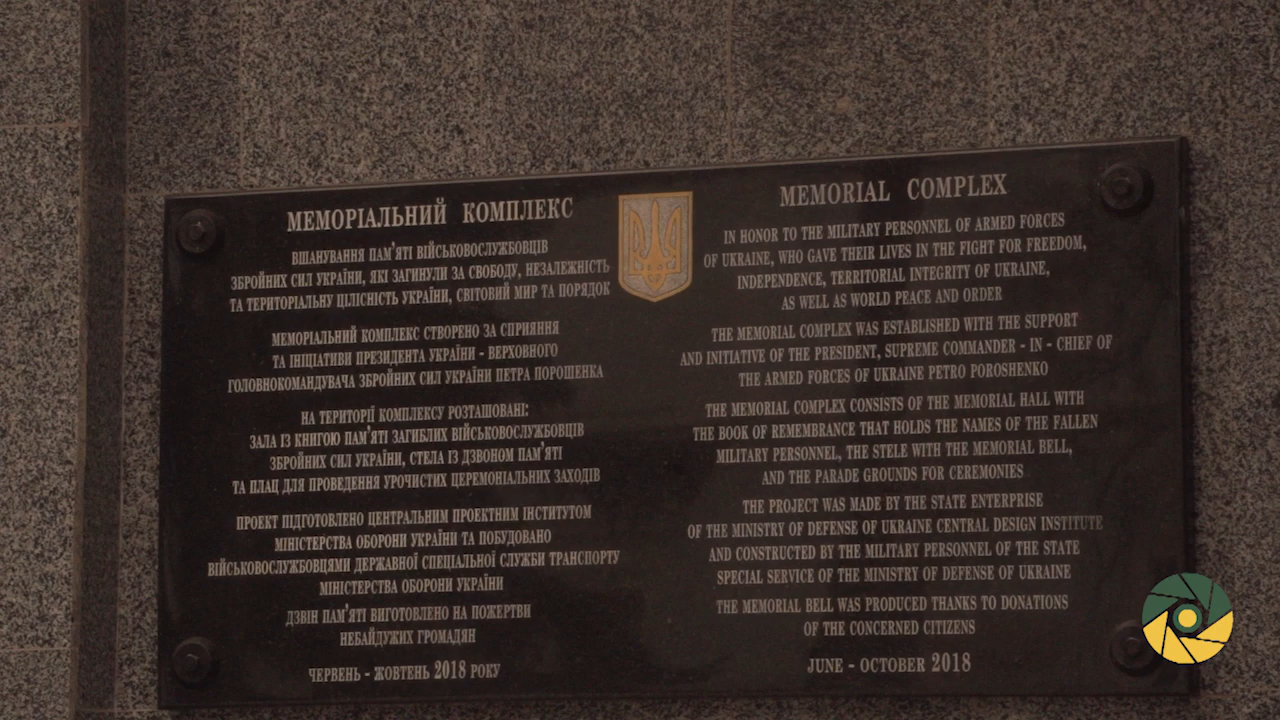 МЕМОРІАЛЬНИЙ КОМПЛЕКС
ВШАНУВАННЯ ПАМ'ЯТІ ВІЙСЬКОВОСЛУЖБОВЦІВ
ЗБРОЙНИХ СИЛ УКРАЇНИ, ЯКІ ЗАГИНУЛИ ЗА СВОБОДУ, НЕЗАЛЕЖНІСТЬ
ТА ТЕРИТОРІАЛЬНУ ЦІЛІСНІСТЬ УКРАЇНИ, СВІТОВИЙ МИР ТА ПОРЯДОК
МЕМОРІАЛЬНИЙ КОМПЛЕКС СТВОРЕНО ЗА СПРИЯННЯ
ТА ІНІЦІАТИВИ ПРЕЗИДЕНТА УКРАЇНИ - ВЕРХОВНОГО
ГОЛОВНОКОМАНДУВАЧА ЗБРОЙНИХ СИЛ УКРАЇНИ ПЕТРА ПОРОШЕНКА
НА ТЕРИТОРІЇ КОМПЛЕКСУ РОЗТАШОВАНІ:
ЗАЛА ІЗ КНИГОЮ ПАМ'ЯТІ ЗАГИБЛИХ ВІЙСЬКОВОСЛУЖБОВЦІВ
ЗБРОЙНИХ СИЛ УКРАЇНИ, СТЕЛА ІЗ ДЗВОНОМ ПАМ'ЯТІ
ТА ПЛАЦ ДЛЯ ПРОВЕДЕННЯ УРОЧИСТИХ ЦЕРЕМОНІАЛЬНИХ ЗАХОДІВ
ПРОЕКТ ПІДГОТОВЛЕНО ЦЕНТРАЛЬНИМ ПРОЕКТНИМ ІНСТИТУТОМ
МІНІСТЕРСТВА ОБОРОНИ УКРАЇНИ ТА ПОБУДОВАНО
ВІЙСЬКОВОСЛУЖБОВЦЯМИ ДЕРЖАВНОЇ СПЕЦІАЛЬНОЇ СЛУЖБИ ТРАНСПОРТУ
МІНІСТЕРСТВА ОБОРОНИ УКРАЇНИ
ДЗВІН ПАМ'ЯТІ ВИГОТОВЛЕНО НА ПОЖЕРТВИ
НЕБАЙДУЖИХ ГРОМАДЯН
ЧЕРВЕНЬ - ЖОВТЕНЬ 2018 РОКУ
MEMORIAL COMPLEX
IN HONOR TO THE MILITARY PERSONNEL OF ARMED FORCES
OF UKRAINE, WHO GAVE THEIR LIVES IN THE FIGHT FOR FREEDOM,
INDEPENDENCE, TERRITORIAL INTEGRITY OF UKRAINE,
AS WELL AS WORLD PEACE AND ORDER
THE MEMORIAL COMPLEX WAS ESTABLISHED WITH THE SUPPORT
AND INITIATIVE OF THE PRESIDENT, SUPREME COMMANDER - IN - CHIEF OF
THE ARMED FORCES OF UKRAINE PETRO POROSHENKO
THE MEMORIAL COMPLEX CONSISTS OF THE MEMORIAL HALL WITH
THE BOOK OF REMEMBRANCE THAT HOLDS THE NAMES OF THE FALLEN
MILITARY PERSONNEL, THE STELE WITH THE MEMORIAL BELL,
AND THE PARADE GROUNDS FOR CEREMONIES
THE PROJECT WAS MADE BY THE STATE ENTERPRISE
OF THE MINISTRY OF DEFENSE OF UKRAINE CENTRAL DESIGN INSTITUTE
AND CONSTRUCTED BY THE MILITARY PERSONNEL OF THE STATE
SPECIAL SERVICE OF THE MINISTRY OF DEFENSE OF UKRAINE
THE MEMORIAL BELL WAS PRODUCED THANKS TO DONATIONS
OF THE CONCERNED CITIZENS
JUNE - OCTOBER 2018